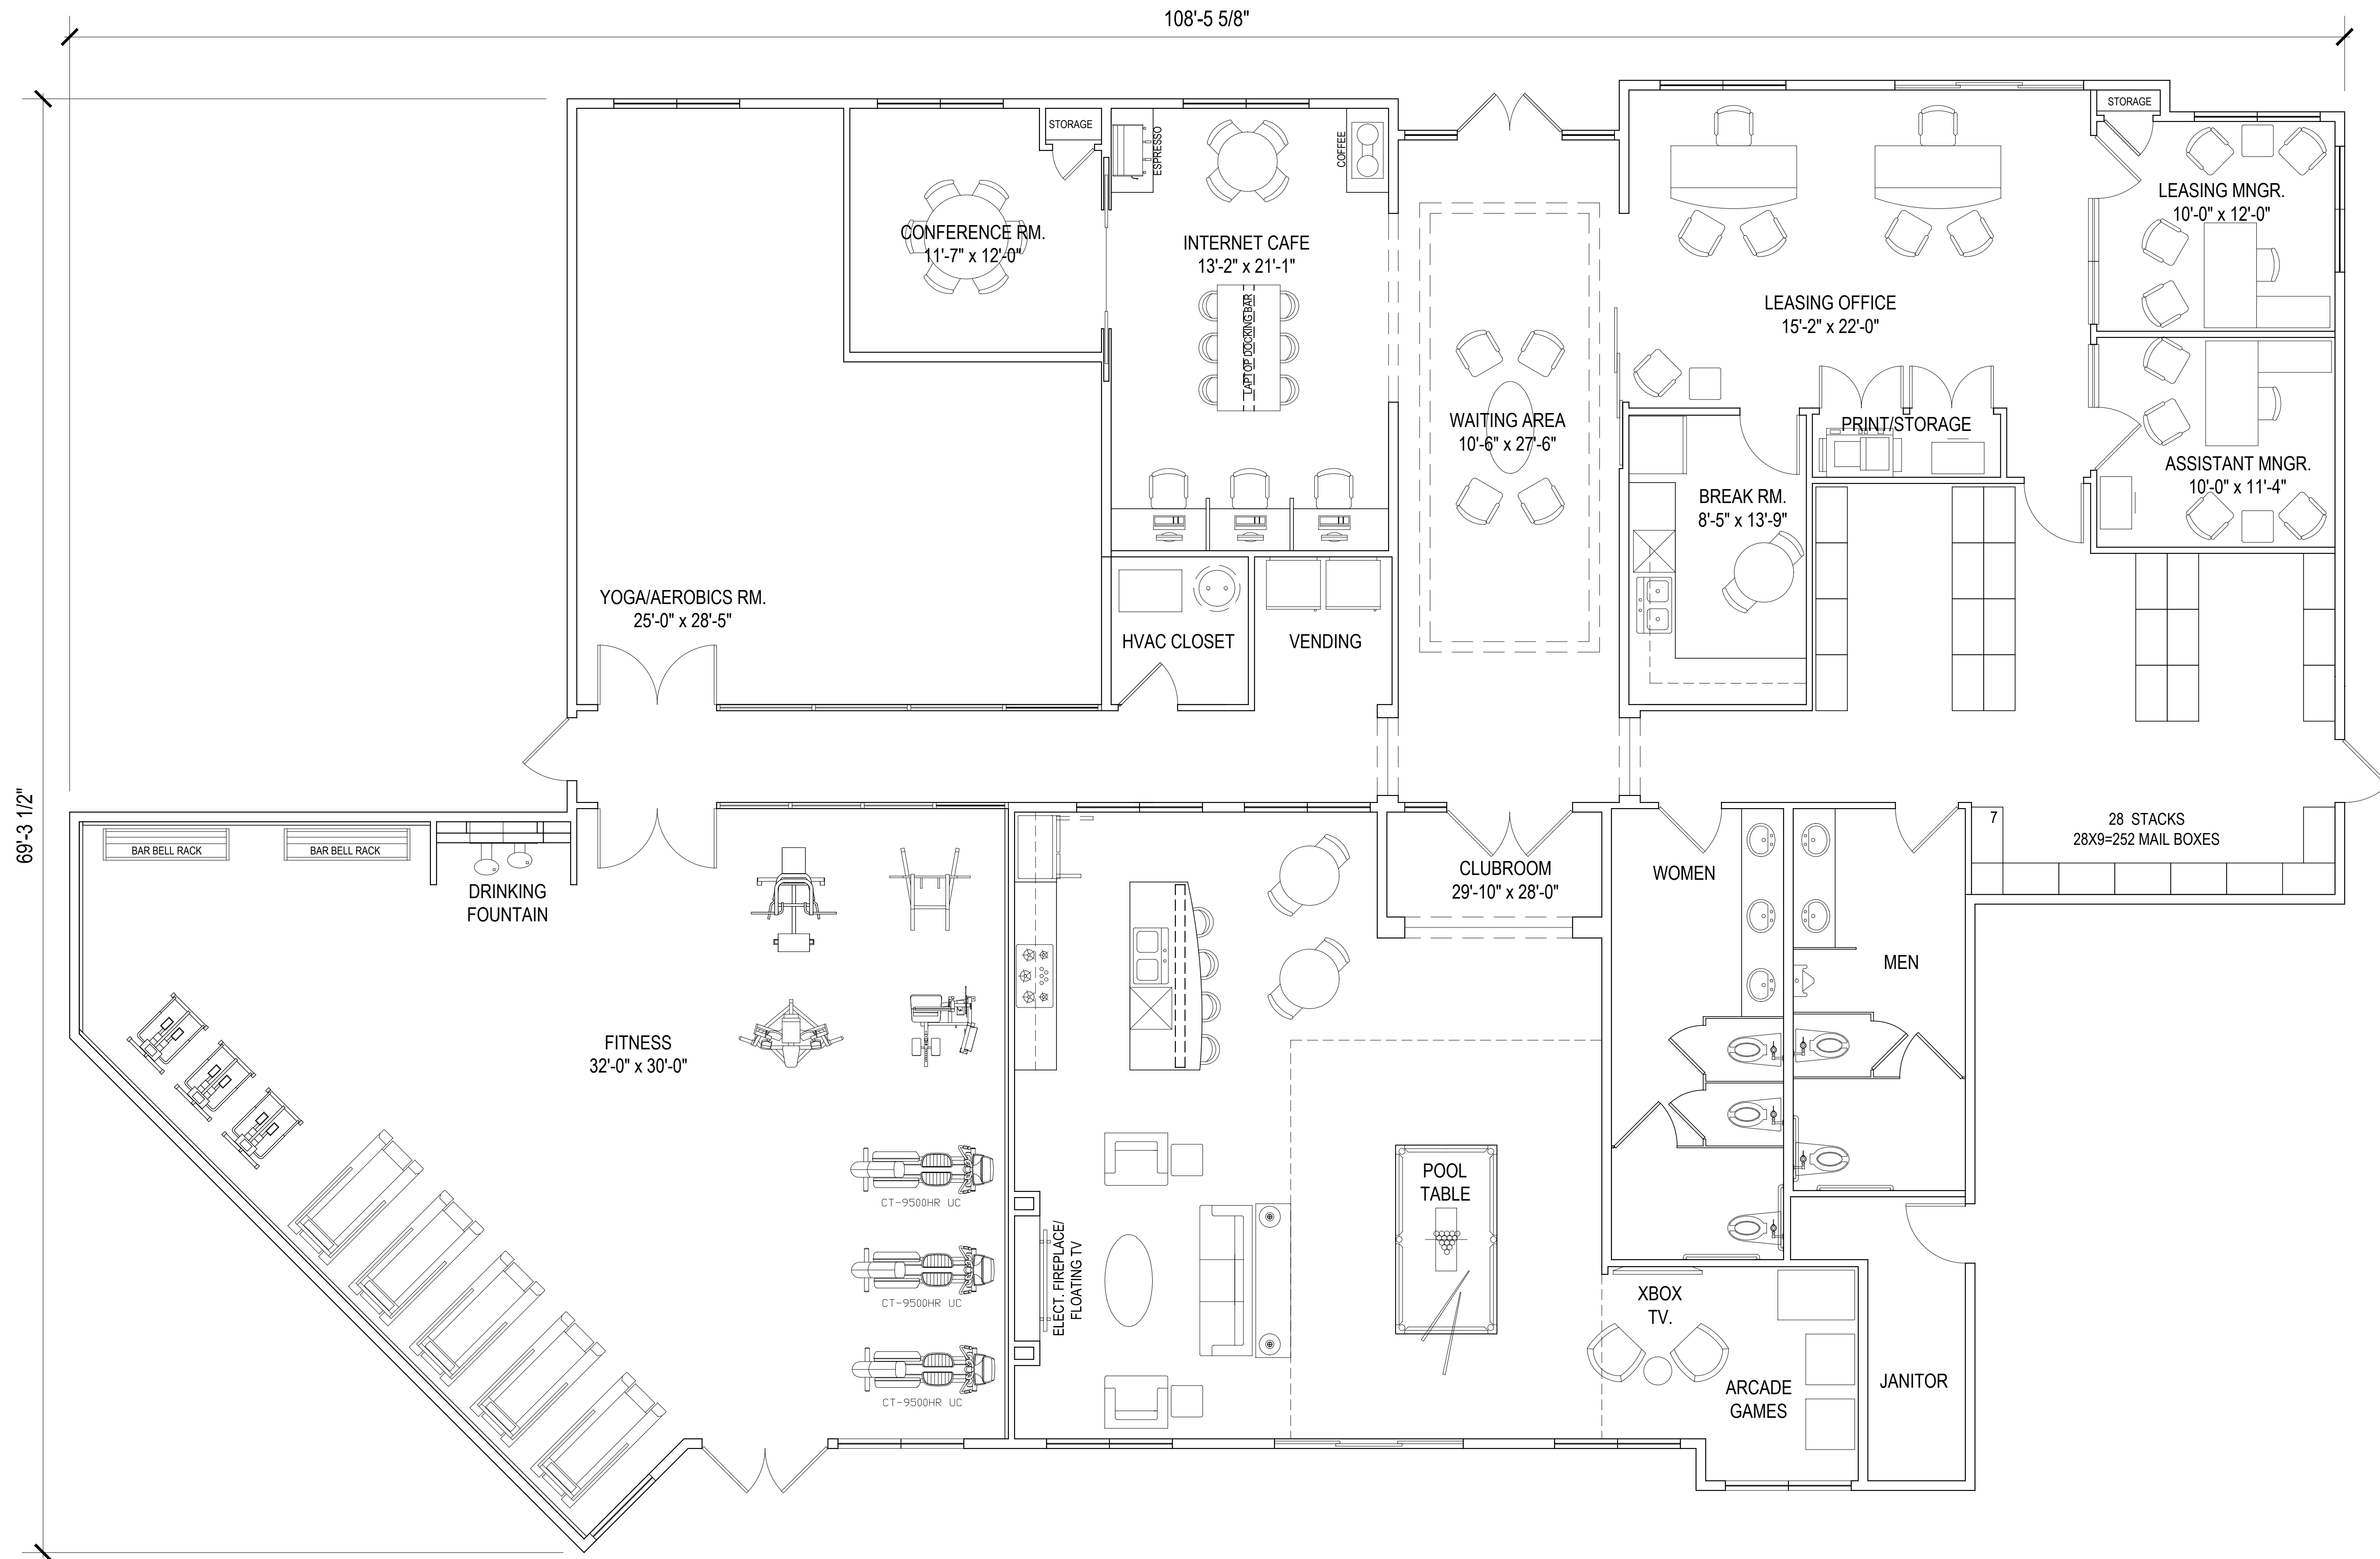 108'-5 5/8"
69'-3 1/2"
STORAGE
CONFERENCE RM.
11'-7" x 12'-0"
ESPRESSO
COFFEE
INTERNET CAFE
13'-2" x 21'-1"
LAPTOP DOCKING BAR
STORAGE
LEASING MNGR.
10'-0" x 12'-0"
LEASING OFFICE
15'-2" x 22'-0"
WAITING AREA
10'-6" x 27'-6"
PRINT/STORAGE
ASSISTANT MNGR.
10'-0" x 11'-4"
BREAK RM.
8'-5" x 13'-9"
YOGA/AEROBICS RM.
25'-0" x 28'-5"
HVAC CLOSET
VENDING
7
28 STACKS
28X9=252 MAIL BOXES
BAR BELL RACK
BAR BELL RACK
DRINKING
FOUNTAIN
CLUBROOM
29'-10" x 28'-0"
WOMEN
MEN
FITNESS
32'-0" x 30'-0"
CT-9500HR UC
CT-9500HR UC
CT-9500HR UC
ELECT. FIREPLACE/
FLOATING TV
POOL
TABLE
XBOX
TV.
ARCADE
GAMES
JANITOR